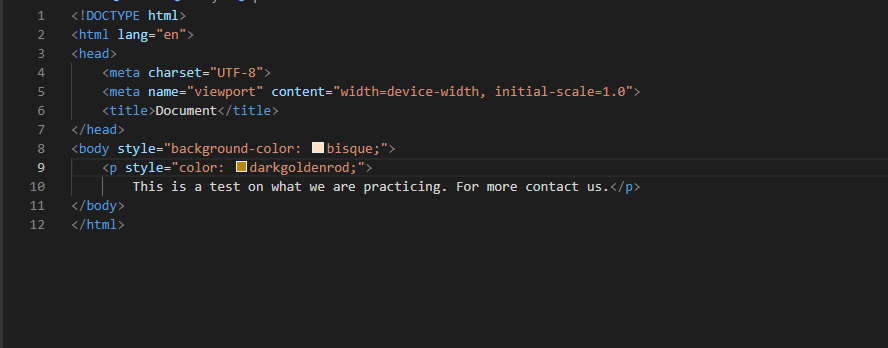 1 <!DOCTYPE html>
2 <html lang="en">
3 <head>
4     <meta charset="UTF-8">
5     <meta name="viewport" content="width=device-width, initial-scale=1.0">
6     <title>Document</title>
7 </head>
8 <body style="background-color: bisque;">
9     <p style="color: darkgoldenrod;">
10         This is a test on what we are practicing. For more contact us.</p>
11 </body>
12 </html>